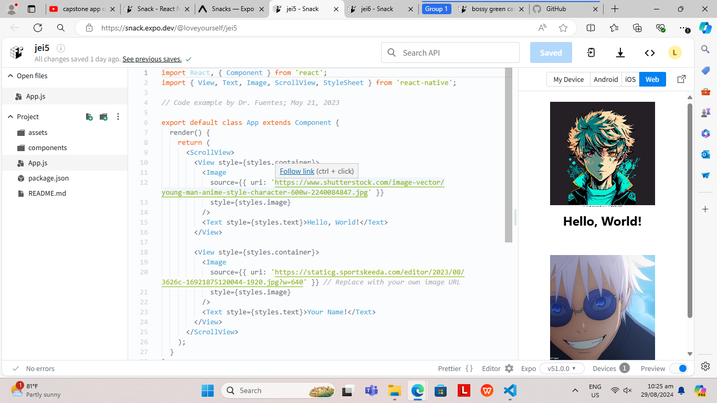 capstone app d
Snack - React N
Snacks — Expo
jei5 - Snack
jei6 - Snack
Group 1
bossy green ca
GitHub
https://snack.expo.dev/@loveyourself/jei5
jei5
All changes saved 1 day ago. See previous saves.
Search API
Saved
L
Open files
App.js
Project
assets
components
App.js
package.json
README.md
My Device
Android
iOS
Web
1 import React, { Component } from 'react';
2 import { View, Text, Image, ScrollView, StyleSheet } from 'react-native';
3
4 // Code example by Dr. Fuentes; May 21, 2023
5
6 export default class App extends Component {
7 render() {
8 return (
9 <ScrollView>
10 <View style={styles.container}>
11 <Image
12 source={{ uri: 'https://www.shutterstock.com/image-vector/
young-man-anime-style-character-600w-2240084847.jpg' }}
13 style={styles.image}
14 />
15 <Text style={styles.text}>Hello, World!</Text>
16 </View>
17
18 <View style={styles.container}>
19 <Image
20 source={{ uri: 'https://staticg.sportskeeda.com/editor/2023/08/
3626c-16921875120044-1920.jpg?w=640' }} // Replace with your own image URL
21 style={styles.image}
22 />
23 <Text style={styles.text}>Your Name!</Text>
24 </View>
25 </ScrollView>
26 );
27 }
Follow link (ctrl + click)
Hello, World!
No errors
Prettier { }
Editor
Expo
v51.0.0
Devices 1
Preview
81°F
Partly sunny
Search
ENG
US
10:25 am
29/08/2024